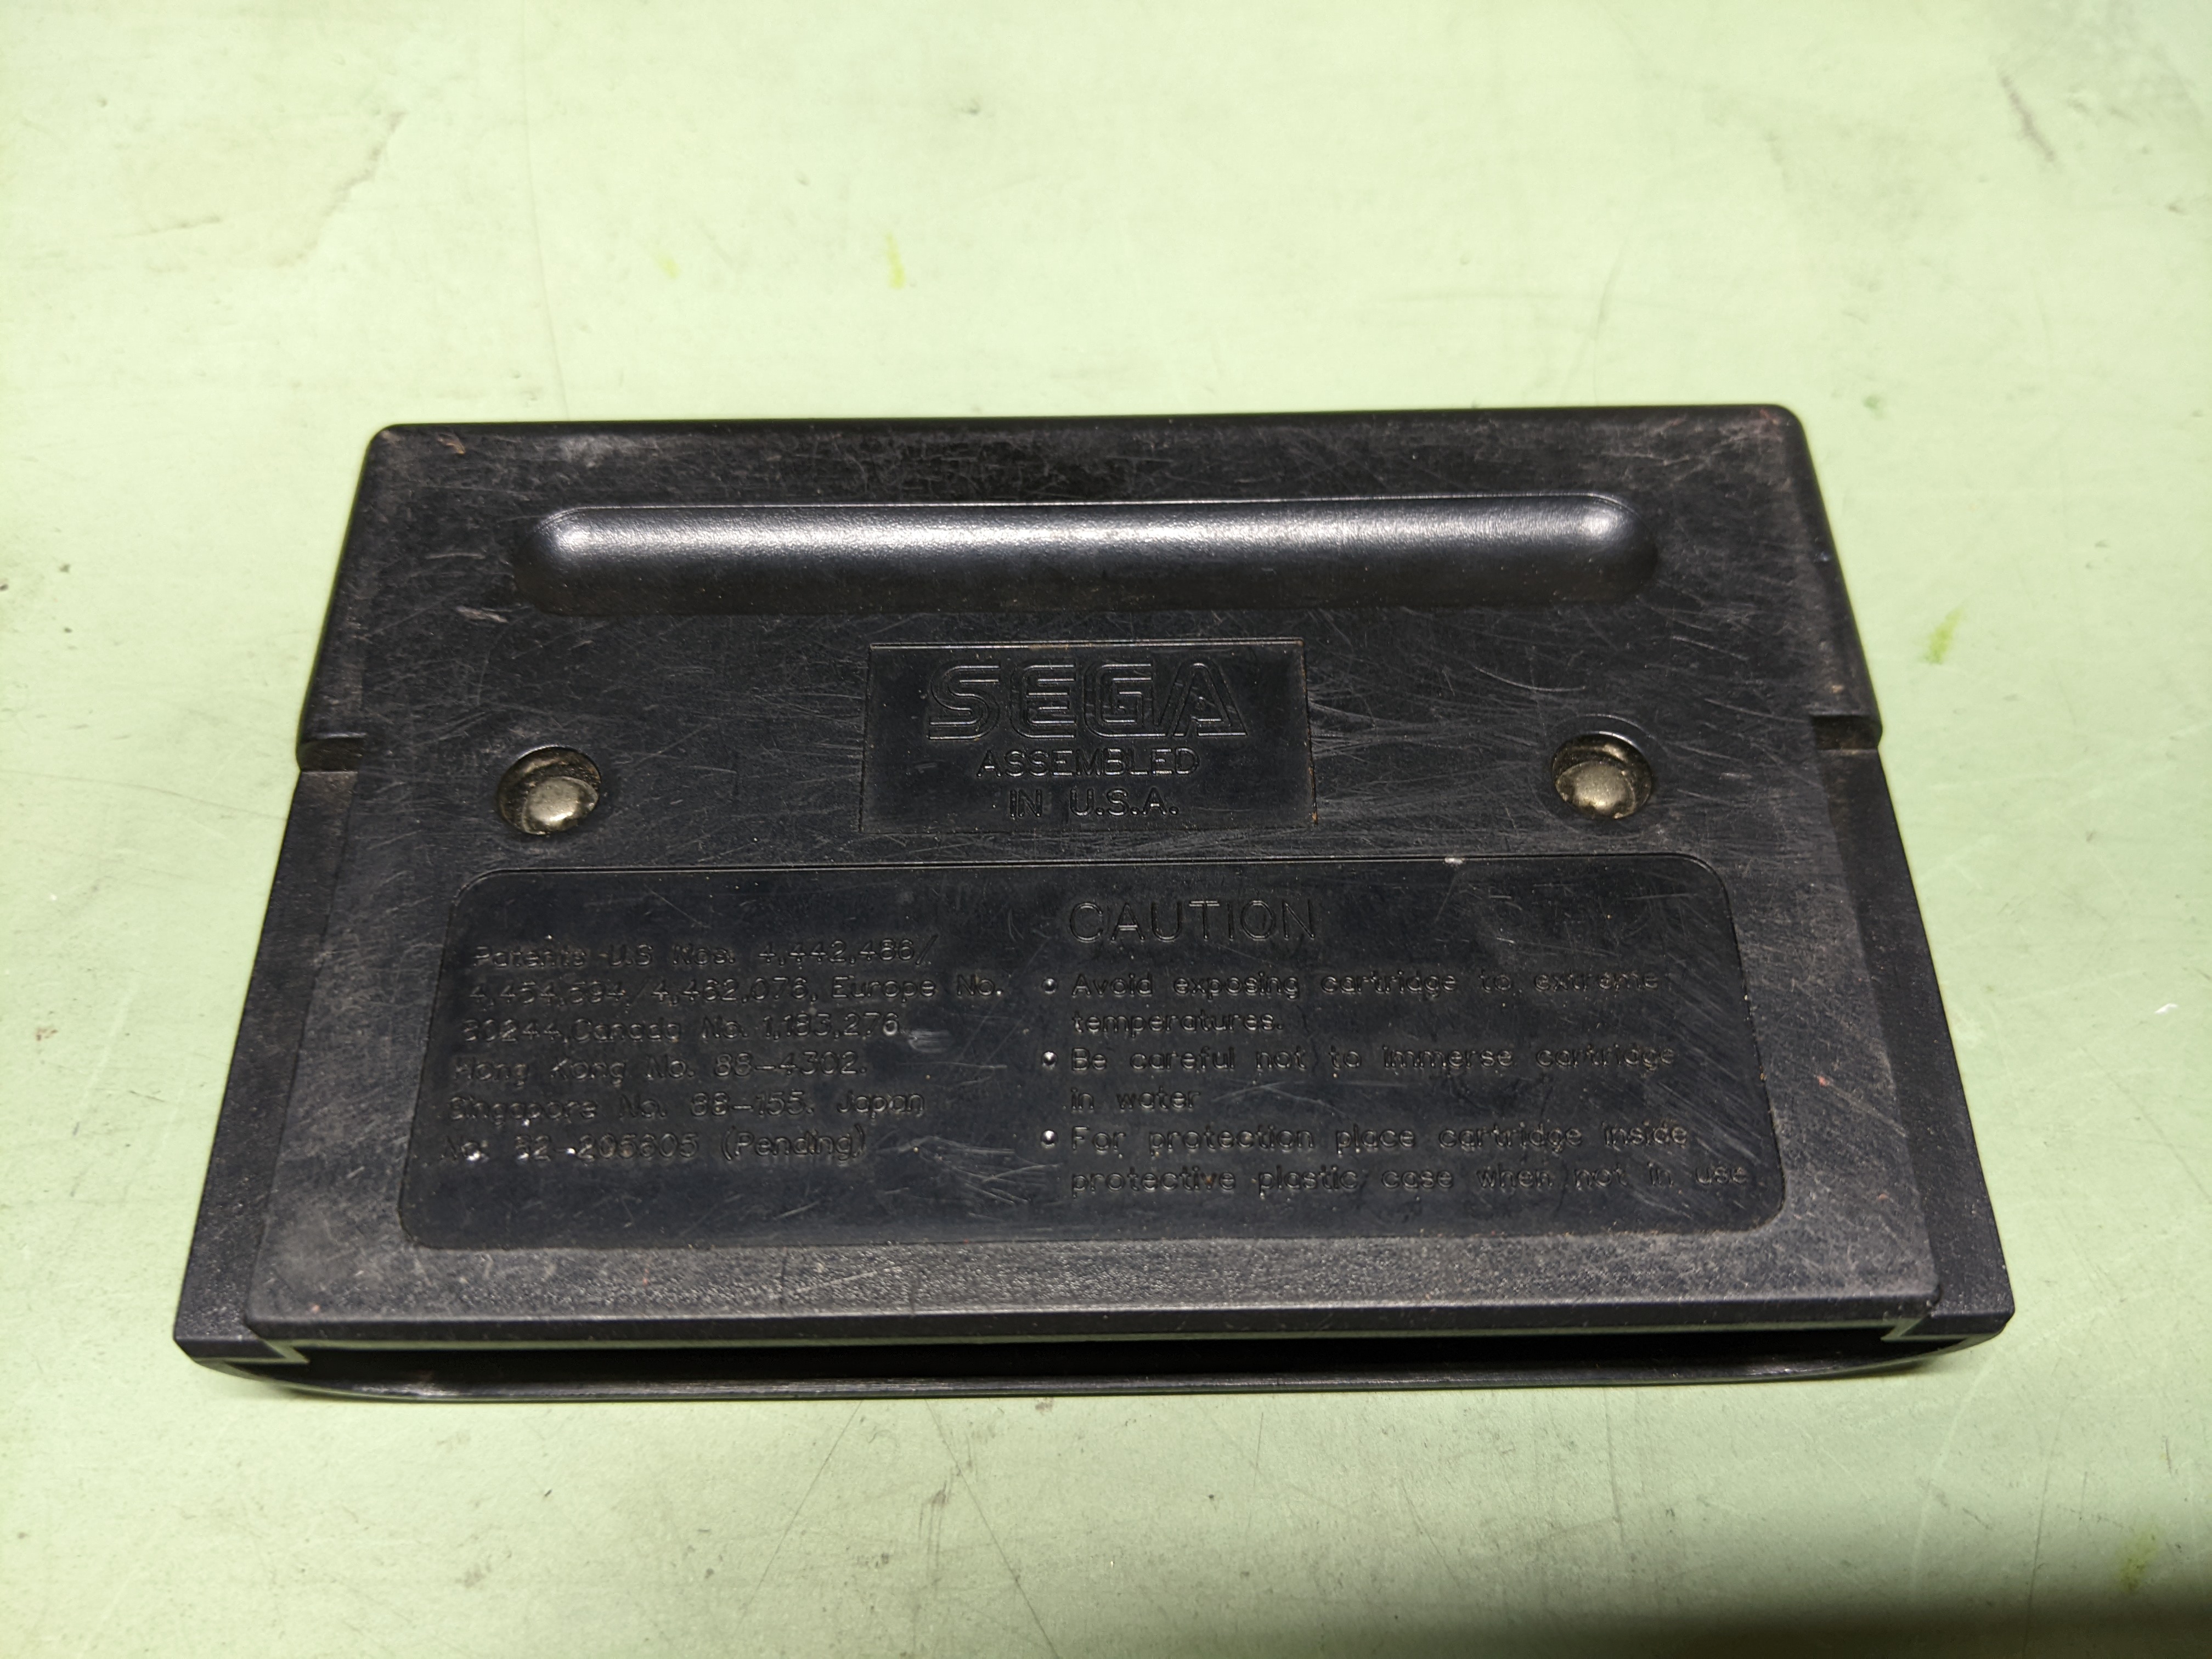 SEGA
ASSEMBLED
IN U.S.A.
Patents U.S Nos. 4,442,486/
4,454,594/4,462,076, Europe No.
80244,Canada No. 1,183,276
Hong Kong No. 88-4302.
Singapore No. 88-155. Japan
No. 82-205605 (Pending)
CAUTION
• Avoid exposing cartridge to extreme
temperatures.
• Be careful not to immerse cartridge
in water
• For protection place cartridge inside
protective plastic case when not in use